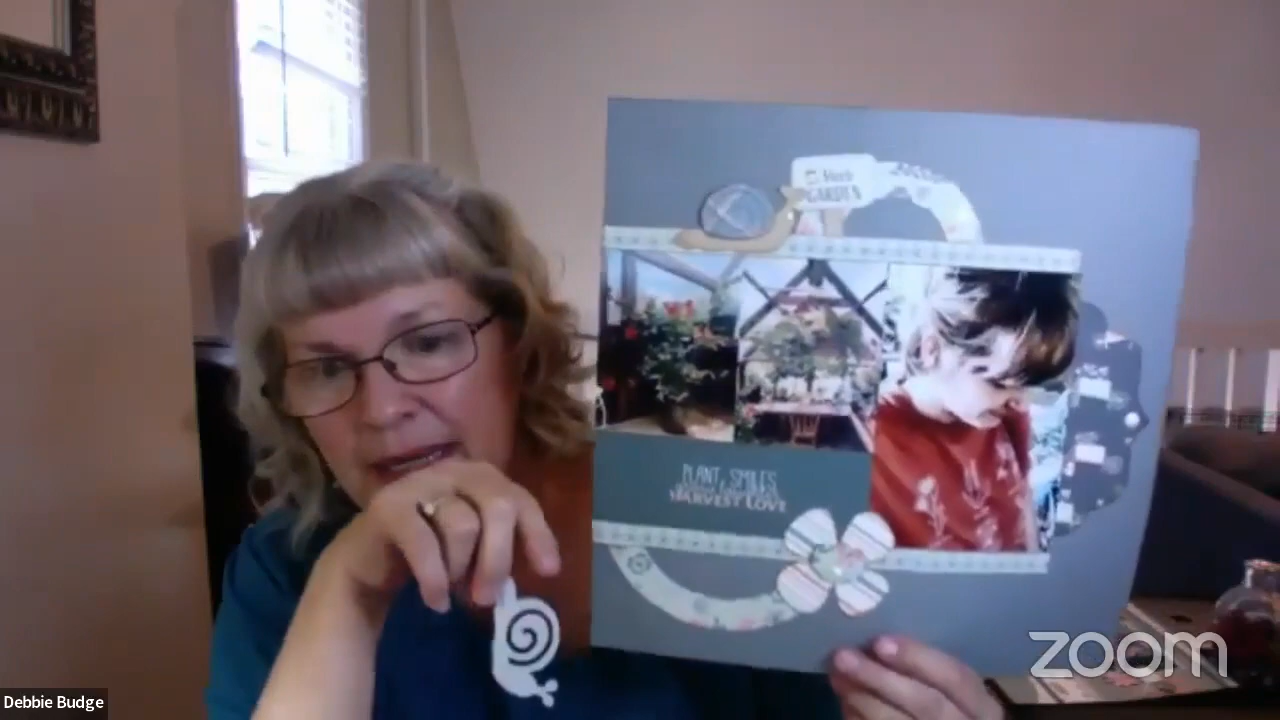 Herb
GARDEN
PLANT SMILES
HARVEST LOVE
zoom
Debbie Budge